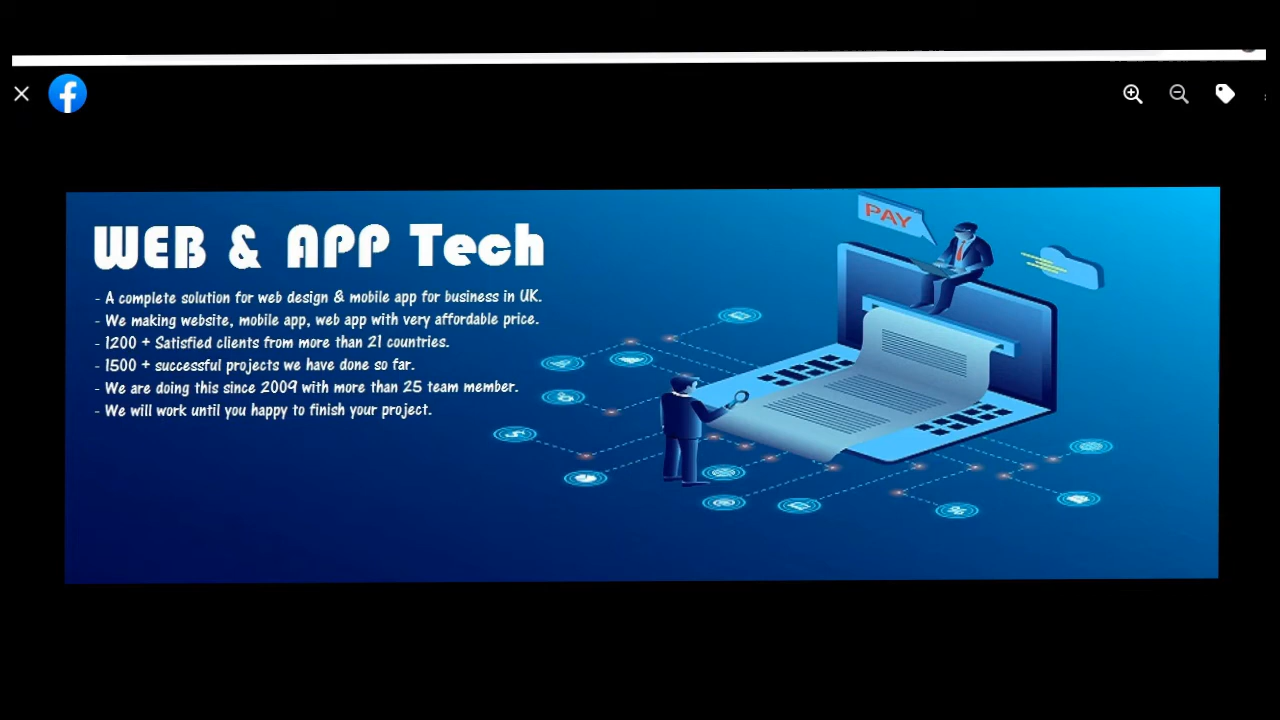 PAY
WEB & APP Tech
- A complete solution for web design & mobile app for business in UK.
- We making website, mobile app, web app with very affordable price.
- 1200 + Satisfied clients from more than 21 countries.
- 1500 + successful projects we have done so far.
- We are doing this since 2009 with more than 25 team member.
- We will work until you happy to finish your project.